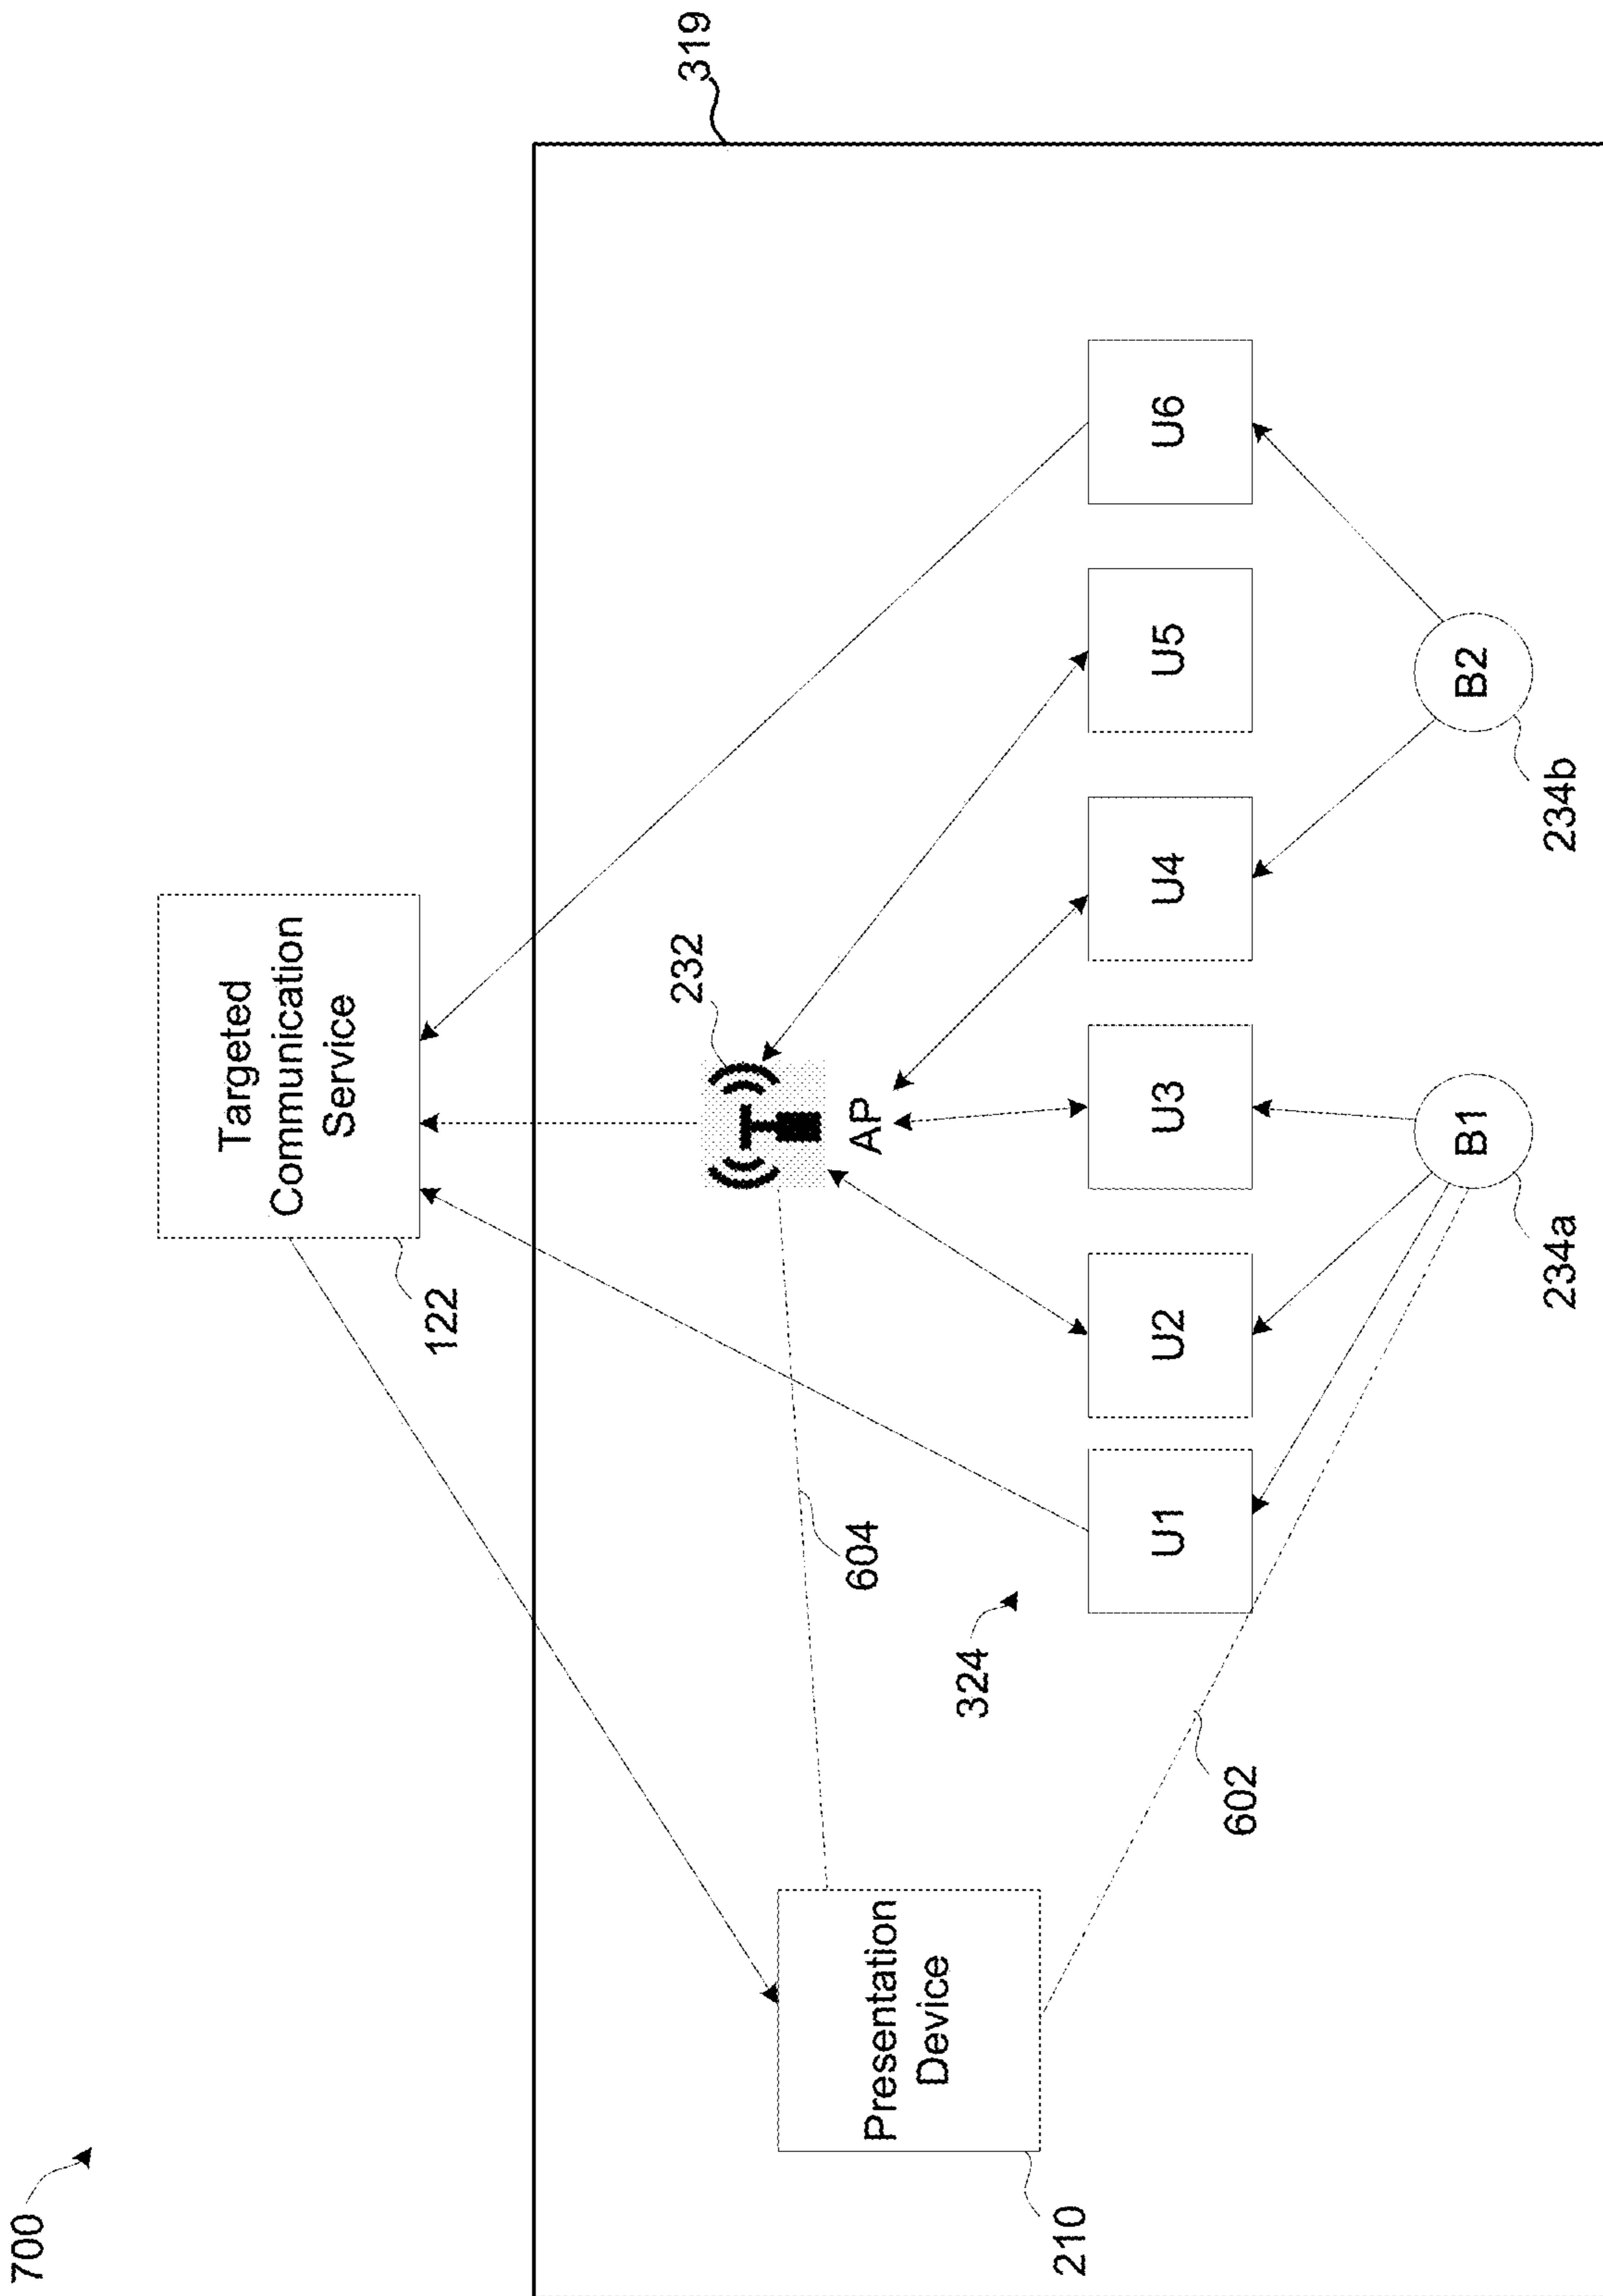 700
319
Targeted
Communication
Service
122
232
AP
604
Presentation
Device
210
324
U1
U2
U3
U4
U5
U6
602
B1
234a
B2
234b